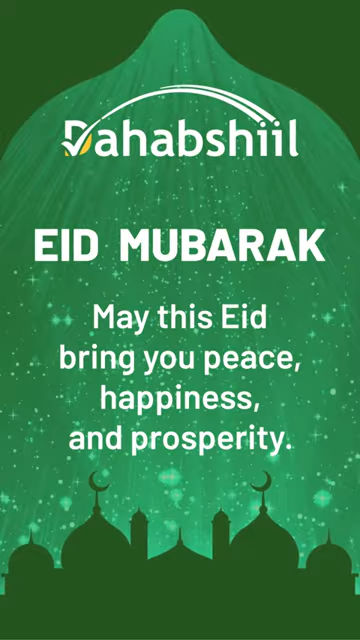 Dahabshiil
EID MUBARAK
May this Eid
bring you peace,
happiness,
and prosperity.